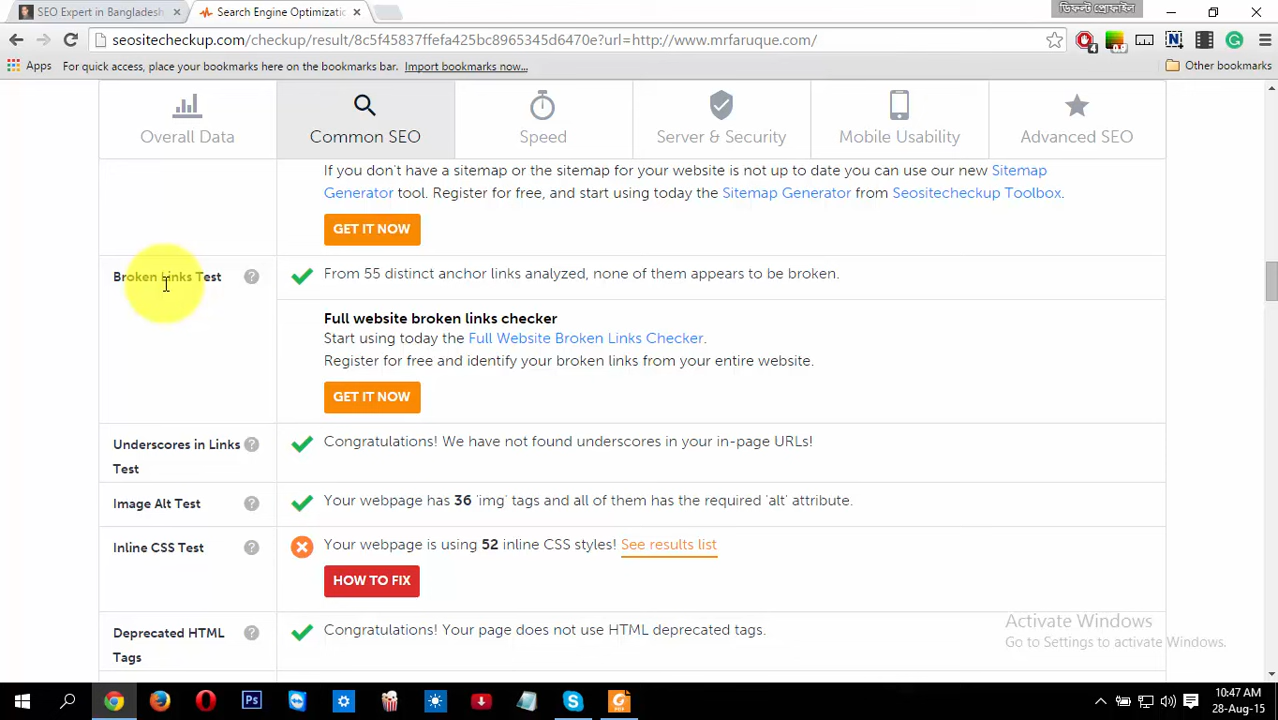 SEO Expert in Bangladesh
Search Engine Optimizatic
ডিফল্ট প্রোফাইল
seositecheckup.com/checkup/result/8c5f45837ffefa425bc8965345d6470e?url=http://www.mrfaruque.com/
4
Apps For quick access, place your bookmarks here on the bookmarks bar. Import bookmarks now...
Other bookmarks
Overall Data
Common SEO
Speed
Server & Security
Mobile Usability
Advanced SEO
If you don't have a sitemap or the sitemap for your website is not up to date you can use our new Sitemap
Generator tool. Register for free, and start using today the Sitemap Generator from Seositecheckup Toolbox.
GET IT NOW
Broken Links Test ?
From 55 distinct anchor links analyzed, none of them appears to be broken.
Full website broken links checker
Start using today the Full Website Broken Links Checker.
Register for free and identify your broken links from your entire website.
GET IT NOW
Underscores in Links ?
Test
Congratulations! We have not found underscores in your in-page URLs!
Image Alt Test ?
Your webpage has 36 'img' tags and all of them has the required 'alt' attribute.
Inline CSS Test ?
Your webpage is using 52 inline CSS styles! See results list
HOW TO FIX
Deprecated HTML ?
Tags
Congratulations! Your page does not use HTML deprecated tags.
Activate Windows
Go to Settings to activate Windows.
Ps
10:47 AM
28-Aug-15